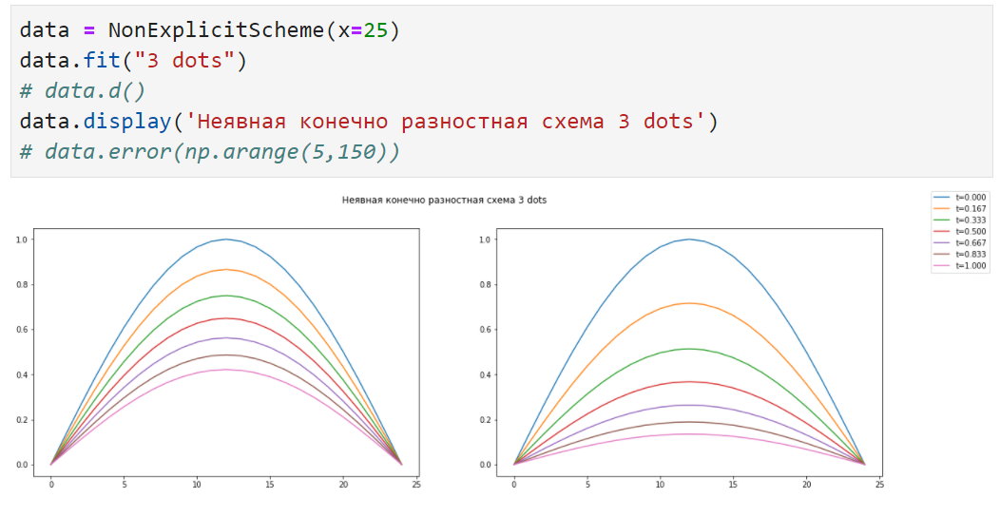 data = NonExplicitScheme(x=25)
data.fit("3 dots")
# data.d()
data.display('Неявная конечно разностная схема 3 dots')
# data.error(np.arange(5,150))
Неявная конечно разностная схема 3 dots
t=0.000
t=0.167
t=0.333
t=0.500
t=0.667
t=0.833
t=1.000
1.0
0.8
0.6
0.4
0.2
0.0
0 5 10 15 20 25
1.0
0.8
0.6
0.4
0.2
0.0
0 5 10 15 20 25